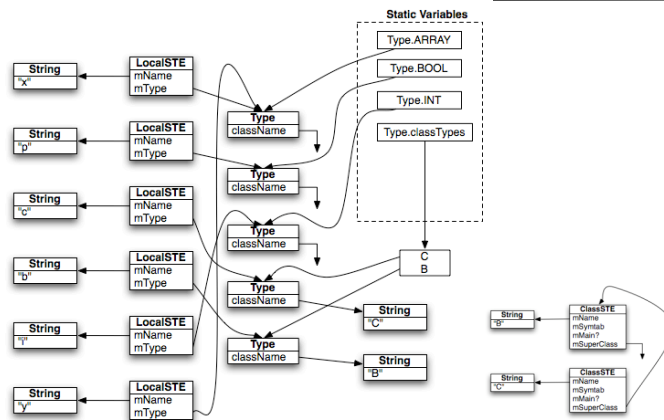 Static Variables
Type.ARRAY
Type.BOOL
Type.INT
Type.classTypes
String
"x"
LocalSTE
mName
mType
Type
className
String
"p"
LocalSTE
mName
mType
Type
className
String
"c"
LocalSTE
mName
mType
Type
className
String
"b"
LocalSTE
mName
mType
C
B
Type
className
String
"C"
String
"i"
LocalSTE
mName
mType
Type
className
String
"B"
String
"y"
LocalSTE
mName
mType
String
"B"
ClassSTE
mName
mSymtab
mMain?
mSuperClass
String
"C"
ClassSTE
mName
mSymtab
mMain?
mSuperClass